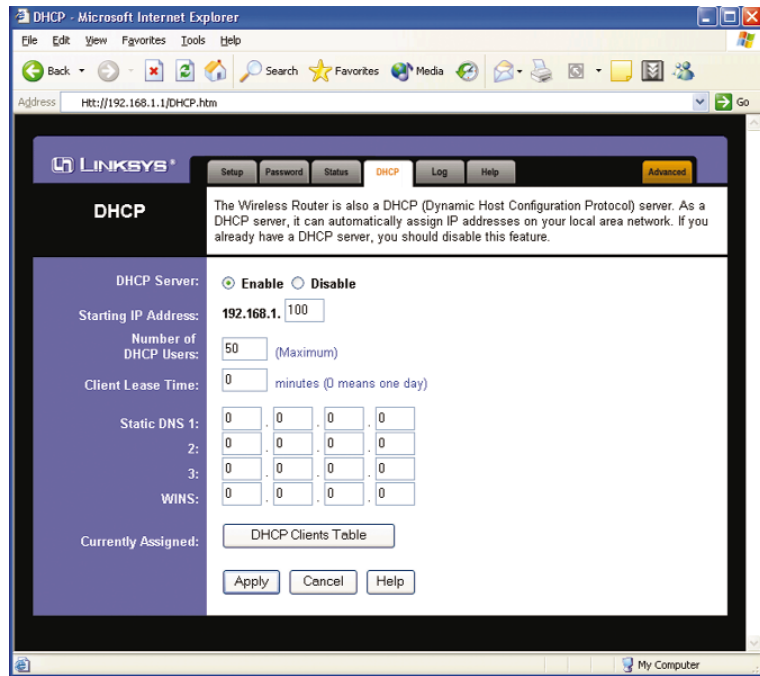 DHCP - Microsoft Internet Explorer
File Edit View Favorites Tools Help
Back Search Favorites Media
Address Htt://192.168.1.1/DHCP.htm Go
LINKSYS®
Setup Password Status DHCP Log Help Advanced
DHCP
The Wireless Router is also a DHCP (Dynamic Host Configuration Protocol) server. As a
DHCP server, it can automatically assign IP addresses on your local area network. If you
already have a DHCP server, you should disable this feature.
DHCP Server: Enable Disable
Starting IP Address: 192.168.1. 100
Number of
DHCP Users: 50 (Maximum)
Client Lease Time: 0 minutes (0 means one day)
Static DNS 1: 0 . 0 . 0 . 0
2: 0 . 0 . 0 . 0
3: 0 . 0 . 0 . 0
WINS: 0 . 0 . 0 . 0
Currently Assigned: DHCP Clients Table
Apply Cancel Help
My Computer